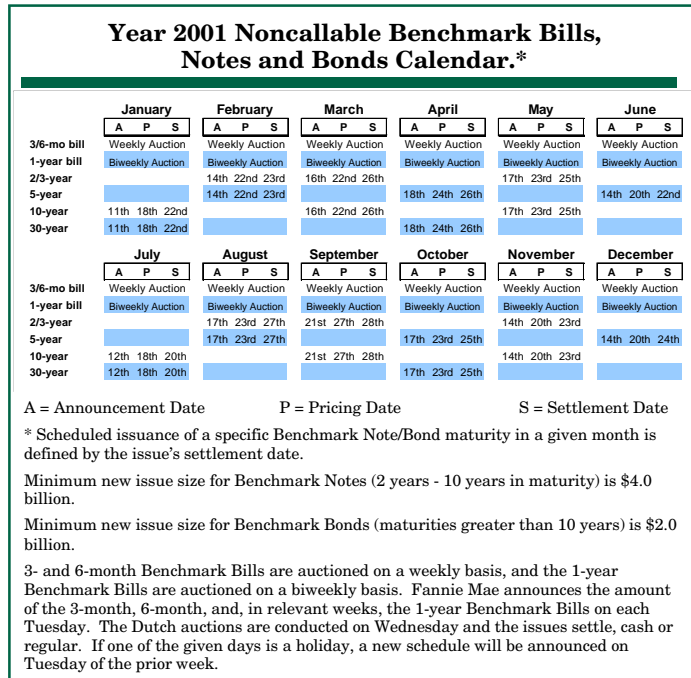 Year 2001 Noncallable Benchmark Bills,
Notes and Bonds Calendar.*
January February March April May June
A P S A P S A P S A P S A P S A P S
3/6-mo bill Weekly Auction Weekly Auction Weekly Auction Weekly Auction Weekly Auction Weekly Auction
1-year bill Biweekly Auction Biweekly Auction Biweekly Auction Biweekly Auction Biweekly Auction Biweekly Auction
2/3-year 14th 22nd 23rd 16th 22nd 26th 17th 23rd 25th
5-year 14th 22nd 23rd 18th 24th 26th 14th 20th 22nd
10-year 11th 18th 22nd 16th 22nd 26th 17th 23rd 25th
30-year 11th 18th 22nd 18th 24th 26th
July August September October November December
A P S A P S A P S A P S A P S A P S
3/6-mo bill Weekly Auction Weekly Auction Weekly Auction Weekly Auction Weekly Auction Weekly Auction
1-year bill Biweekly Auction Biweekly Auction Biweekly Auction Biweekly Auction Biweekly Auction Biweekly Auction
2/3-year 17th 23rd 27th 21st 27th 28th 14th 20th 23rd
5-year 17th 23rd 27th 17th 23rd 25th 14th 20th 24th
10-year 12th 18th 20th 21st 27th 28th 14th 20th 23rd
30-year 12th 18th 20th 17th 23rd 25th
A = Announcement Date P = Pricing Date S = Settlement Date
* Scheduled issuance of a specific Benchmark Note/Bond maturity in a given month is
defined by the issue's settlement date.
Minimum new issue size for Benchmark Notes (2 years - 10 years in maturity) is $4.0
billion.
Minimum new issue size for Benchmark Bonds (maturities greater than 10 years) is $2.0
billion.
3- and 6-month Benchmark Bills are auctioned on a weekly basis, and the 1-year
Benchmark Bills are auctioned on a biweekly basis. Fannie Mae announces the amount
of the 3-month, 6-month, and, in relevant weeks, the 1-year Benchmark Bills on each
Tuesday. The Dutch auctions are conducted on Wednesday and the issues settle, cash or
regular. If one of the given days is a holiday, a new schedule will be announced on
Tuesday of the prior week.